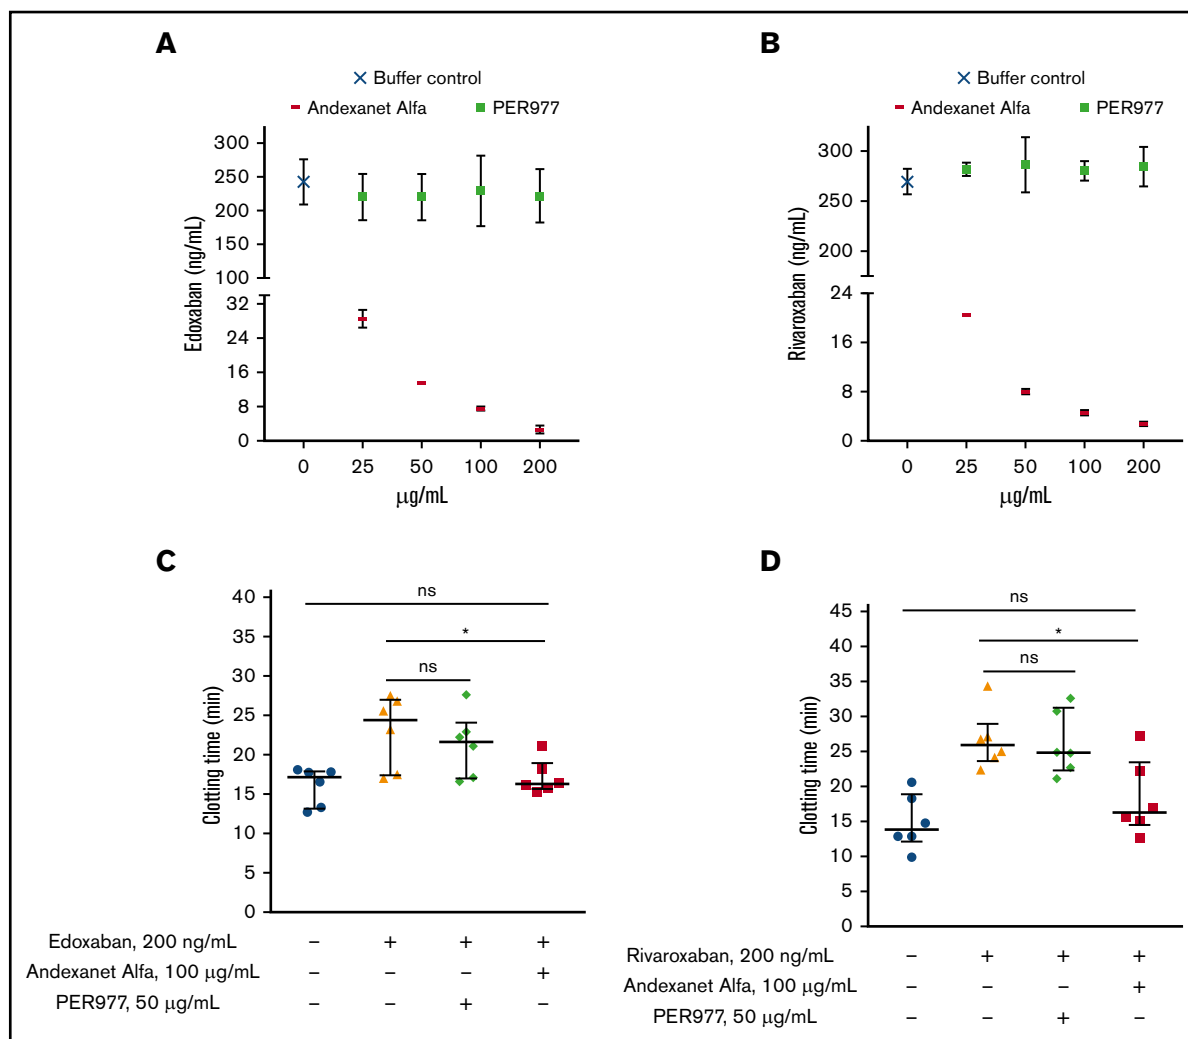 A
Buffer control
Andexanet Alfa PER977
Edoxaban (ng/mL)
300
250
200
150
100
32
24
16
8
0
0 25 50 100 200
μg/mL
B
Buffer control
Andexanet Alfa PER977
Rivaroxaban (ng/mL)
300
250
200
24
16
8
0
0 25 50 100 200
μg/mL
C
Clotting time (min)
40
35
30
25
20
15
10
5
0
ns
*
ns
Edoxaban, 200 ng/mL − + + +
Andexanet Alfa, 100 μg/mL − − − +
PER977, 50 μg/mL − − + −
D
Clotting time (min)
45
40
35
30
25
20
15
10
5
0
ns
*
ns
Rivaroxaban, 200 ng/mL − + + +
Andexanet Alfa, 100 μg/mL − − − +
PER977, 50 μg/mL − − + −